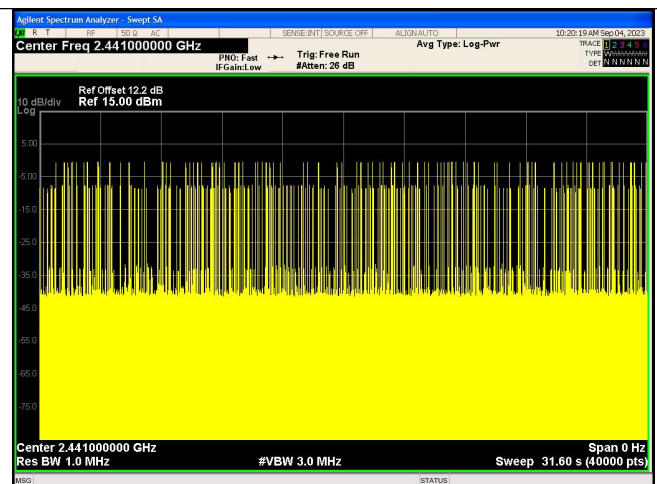 Agilent Spectrum Analyzer - Swept SA
LXI R T RF 50 Ω AC SENSE:INT SOURCE OFF ALIGN AUTO 10:20:19 AM Sep 04, 2023
Center Freq 2.441000000 GHz
PNO: Fast
IFGain:Low
Trig: Free Run
#Atten: 26 dB
Avg Type: Log-Pwr
TRACE 1 2 3 4 5 6
TYPE
DET N N N N N N
10 dB/div
Log
Ref Offset 12.2 dB
Ref 15.00 dBm
5.00
-5.00
-15.0
-25.0
-35.0
-45.0
-55.0
-65.0
-75.0
Center 2.441000000 GHz
Span 0 Hz
Res BW 1.0 MHz
#VBW 3.0 MHz
Sweep 31.60 s (40000 pts)
MSG
STATUS